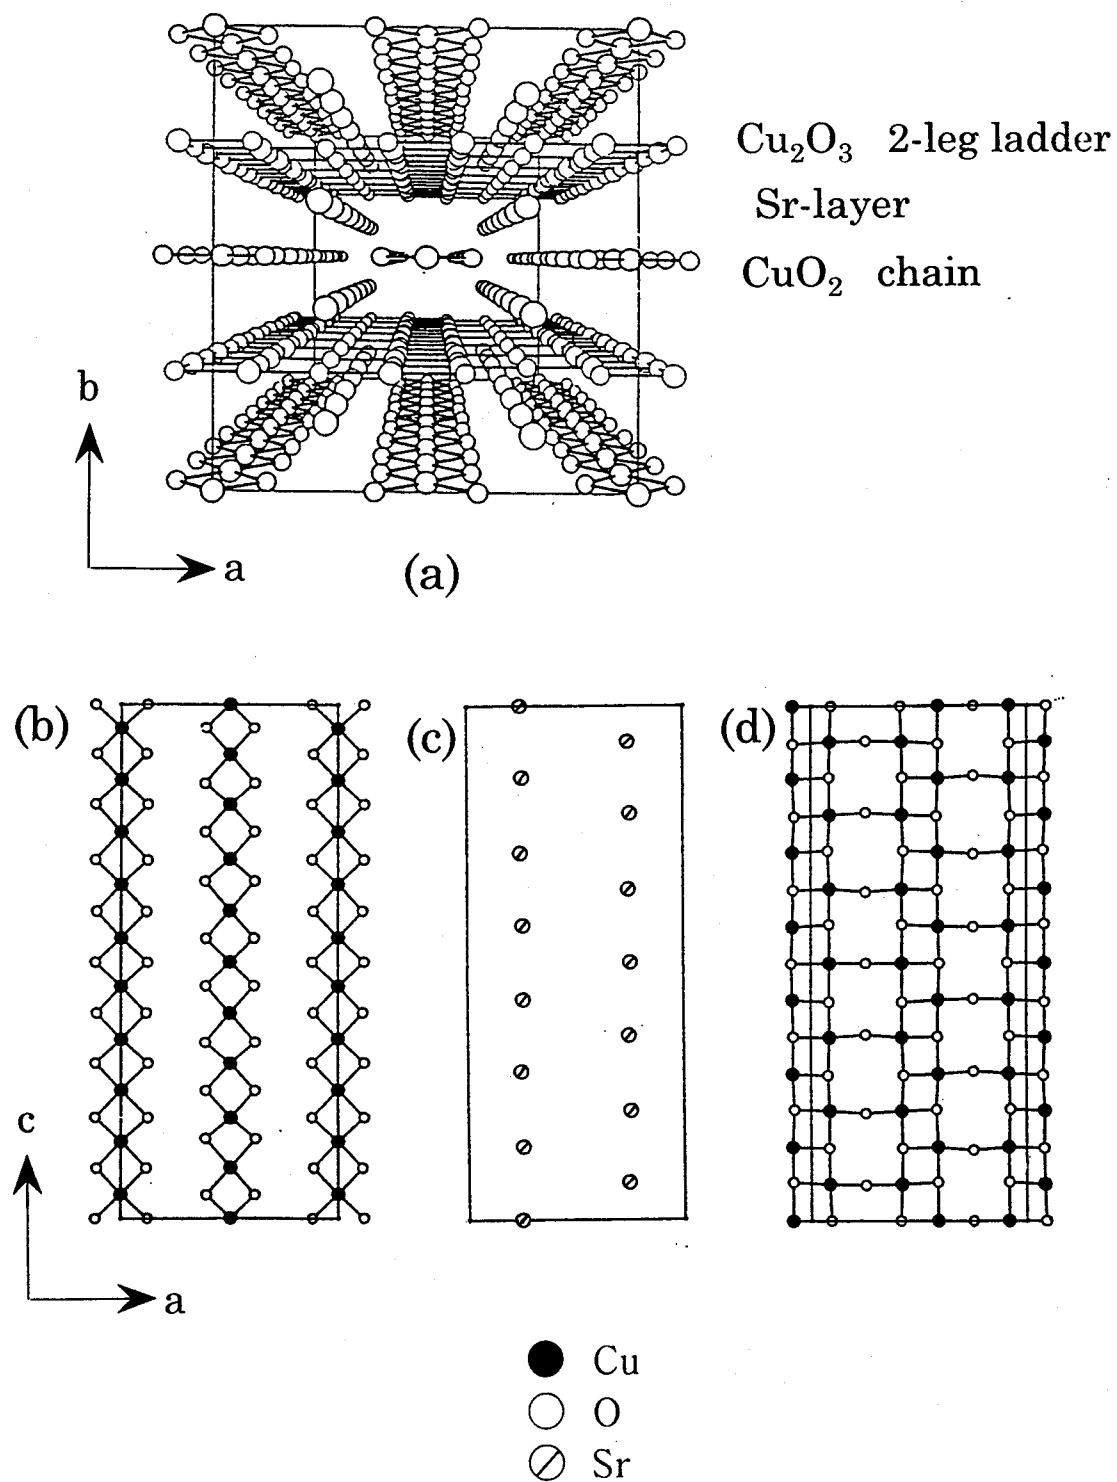 Cu₂O₃ 2-leg ladder
Sr-layer
CuO₂ chain
b
a
(a)
(b)
(c)
(d)
c
a
Cu
O
Sr